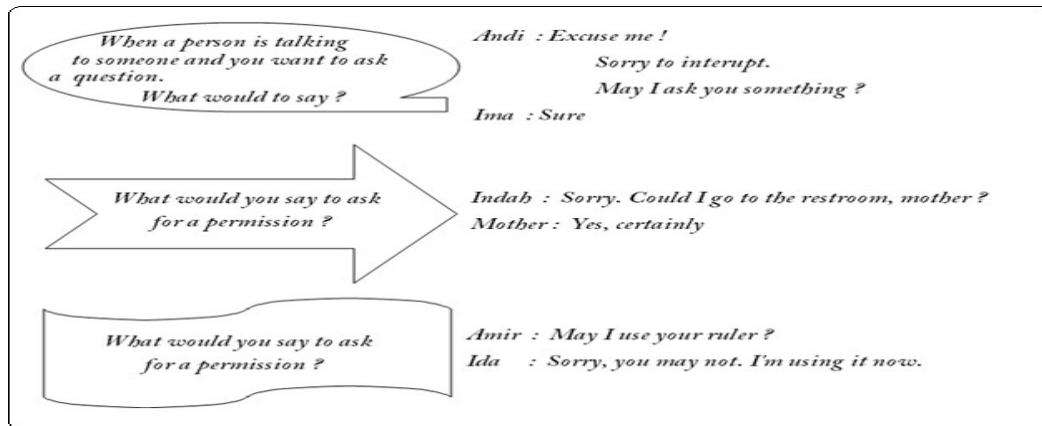 When a person is talking
to someone and you want to ask
a question.
What would to say ?
Andi : Excuse me !
Sorry to interupt.
May I ask you something ?
Ima : Sure
What would you say to ask
for a permission ?
Indah : Sorry. Could I go to the restroom, mother ?
Mother : Yes, certainly
What would you say to ask
for a permission ?
Amir : May I use your ruler ?
Ida : Sorry, you may not. I'm using it now.